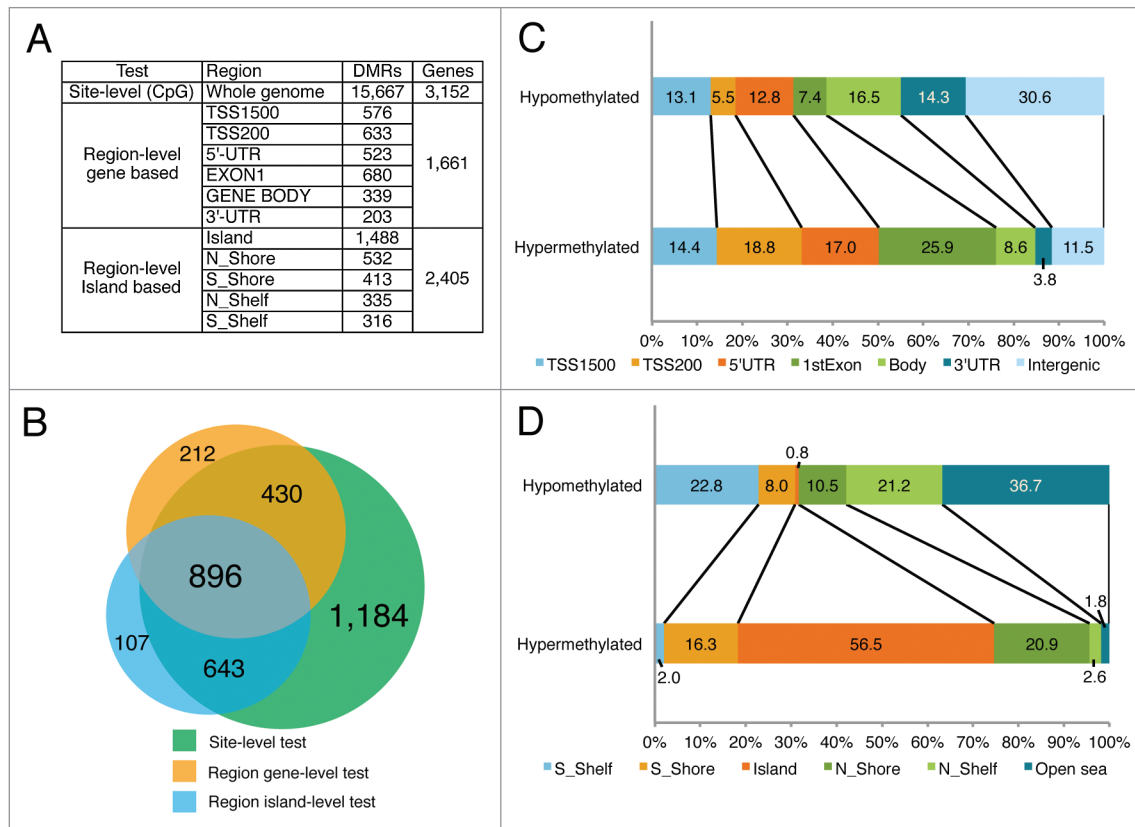 A
Test Region DMRs Genes
Site-level (CpG) Whole genome 15,667 3,152
Region-level gene based
TSS1500 576
TSS200 633
5'-UTR 523
EXON1 680
GENE BODY 339
3'-UTR 203
1,661
Region-level Island based
Island 1,488
N_Shore 532
S_Shore 413
N_Shelf 335
S_Shelf 316
2,405
B
212
430
896
1,184
107
643
Site-level test
Region gene-level test
Region island-level test
C
Hypomethylated 13.1 5.5 12.8 7.4 16.5 14.3 30.6
Hypermethylated 14.4 18.8 17.0 25.9 8.6 3.8 11.5
0% 10% 20% 30% 40% 50% 60% 70% 80% 90% 100%
TSS1500 TSS200 5'UTR 1stExon Body 3'UTR Intergenic
D
Hypomethylated 22.8 8.0 0.8 10.5 21.2 36.7
Hypermethylated 2.0 16.3 56.5 20.9 2.6 1.8
0% 10% 20% 30% 40% 50% 60% 70% 80% 90% 100%
S_Shelf S_Shore Island N_Shore N_Shelf Open sea